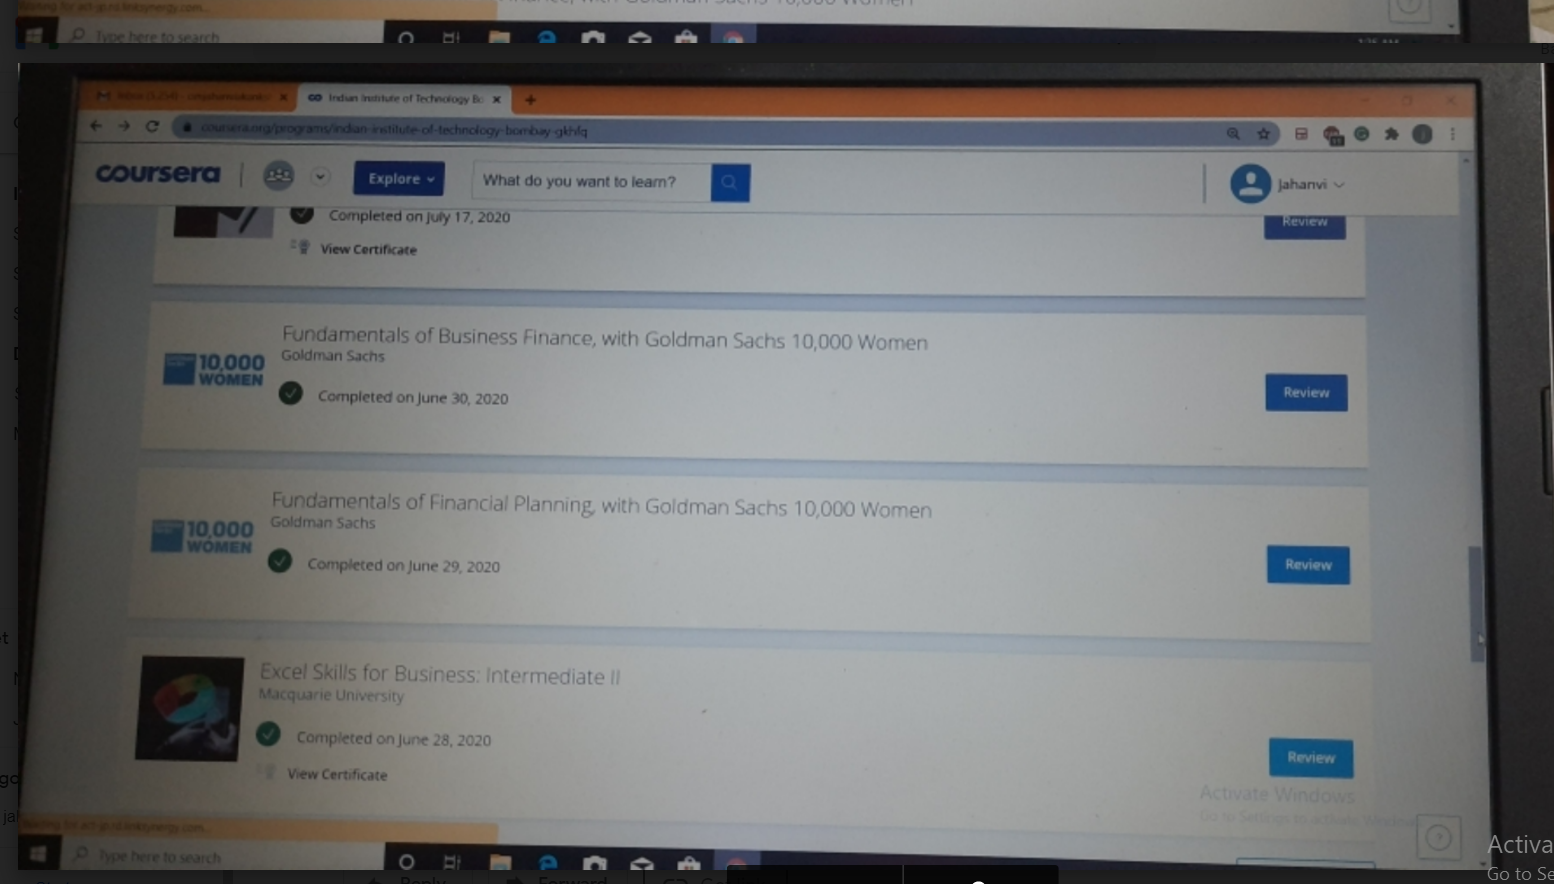 Type here to search
Indian Institute of Technology Bo
coursera.org/programs/indian-institute-of-technology-bombay-gkhfq
coursera
Explore
What do you want to learn?
Jahanvi
Completed on July 17, 2020
Review
View Certificate
Fundamentals of Business Finance, with Goldman Sachs 10,000 Women
Goldman Sachs
10,000
WOMEN
Completed on June 30, 2020
Review
Fundamentals of Financial Planning, with Goldman Sachs 10,000 Women
Goldman Sachs
10,000
WOMEN
Completed on June 29, 2020
Review
Excel Skills for Business: Intermediate II
Macquarie University
Completed on June 28, 2020
Review
View Certificate
Activate Windows
Go to Settings to activate
Type here to search
Activa
Go to Se
Reply
Forward